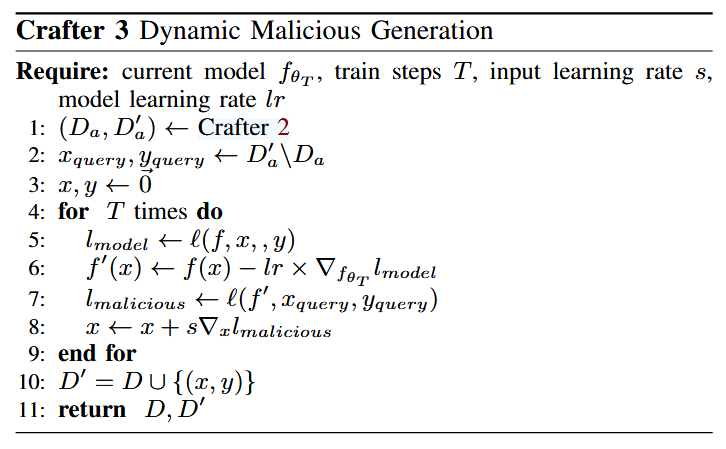 Crafter 3 Dynamic Malicious Generation
Require: current model $f_{\theta_T}$, train steps $T$, input learning rate $s$,
model learning rate $lr$
1: $(D_a, D'_a) \leftarrow$ Crafter 2
2: $x_{query}, y_{query} \leftarrow D'_a \backslash D_a$
3: $x, y \leftarrow \vec{0}$
4: for $T$ times do
5: $l_{model} \leftarrow \ell(f, x, , y)$
6: $f'(x) \leftarrow f(x) - lr \times \nabla_{f_{\theta_T}} l_{model}$
7: $l_{malicious} \leftarrow \ell(f', x_{query}, y_{query})$
8: $x \leftarrow x + s\nabla_x l_{malicious}$
9: end for
10: $D' = D \cup \{(x, y)\}$
11: return $D, D'$